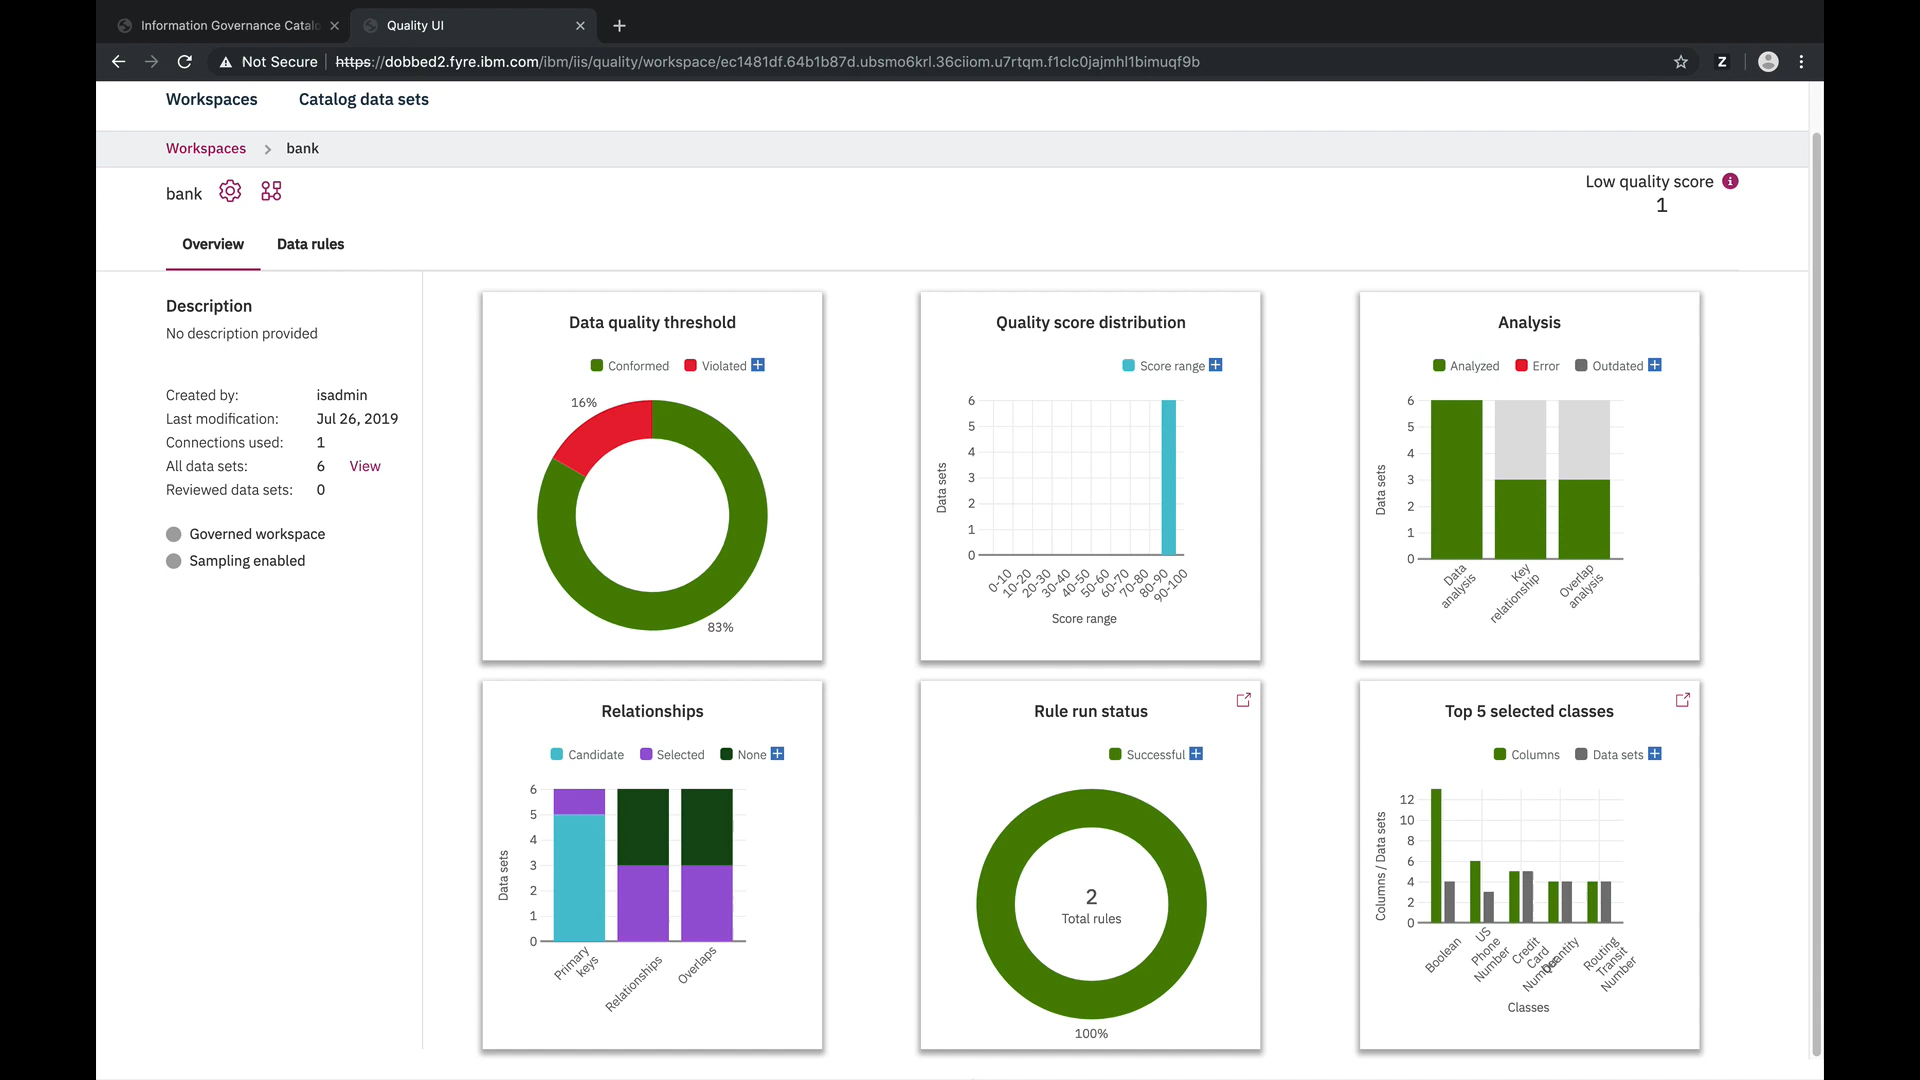 Information Governance Catalo
Quality UI
Not Secure https://dobbed2.fyre.ibm.com/ibm/iis/quality/workspace/ec1481df.64b1b87d.ubsmo6krl.36ciiom.u7rtqm.f1clc0jajmhl1bimuqf9b
Z
Workspaces Catalog data sets
Workspaces > bank
bank
Low quality score
1
Overview Data rules
Description
No description provided
Created by: isadmin
Last modification: Jul 26, 2019
Connections used: 1
All data sets: 6 View
Reviewed data sets: 0
Governed workspace
Sampling enabled
Data quality threshold
Conformed Violated
16%
83%
Quality score distribution
Score range
6
5
4
3
2
1
0
Data sets
0-10
10-20
20-30
30-40
40-50
50-60
60-70
70-80
80-90
90-100
Score range
Analysis
Analyzed Error Outdated
6
5
4
3
2
1
0
Data sets
Data
analysis
Key
relationship
Overlap
analysis
Relationships
Candidate Selected None
6
5
4
3
2
1
0
Data sets
Primary
keys
Relationships
Overlaps
Rule run status
Successful
2
Total rules
100%
Top 5 selected classes
Columns Data sets
12
10
8
6
4
2
0
Columns / Data sets
Boolean
US
Phone
Number
Credit
Card
Number
Quantity
Routing
Transit
Number
Classes